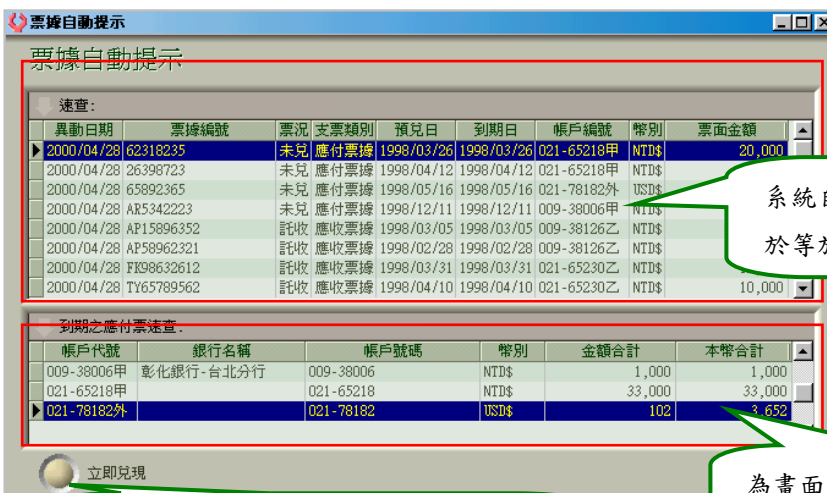 票據自動提示
票據自動提示
速查:
異動日期 票據編號 票況 支票類別 預兌日 到期日 帳戶編號 幣別 票面金額
2000/04/28 62318235 未兌 應付票據 1998/03/26 1998/03/26 021-65218甲 NTD$ 20,000
2000/04/28 26398723 未兌 應付票據 1998/04/12 1998/04/12 021-65218甲 NTD$
2000/04/28 65892365 未兌 應付票據 1998/05/16 1998/05/16 021-78182外 USD$
2000/04/28 AR5342223 未兌 應付票據 1998/12/11 1998/12/11 009-38006甲 NTD$
2000/04/28 AP15896352 託收 應收票據 1998/03/05 1998/03/05 009-38126乙 NTD$
2000/04/28 AP58962321 託收 應收票據 1998/02/28 1998/02/28 009-38126乙 NTD$
2000/04/28 FK98632612 託收 應收票據 1998/03/31 1998/03/31 021-65230乙 NTD$
2000/04/28 TY65789562 託收 應收票據 1998/04/10 1998/04/10 021-65230乙 NTD$ 10,000
系統
於等
到期之應付票速查:
帳戶代號 銀行名稱 帳戶號碼 幣別 金額合計 本幣合計
009-38006甲 彰化銀行-台北分行 009-38006 NTD$ 1,000 1,000
021-65218甲 021-65218 NTD$ 33,000 33,000
021-78182外 021-78182 USD$ 102 3,652
立即兌現
為畫面